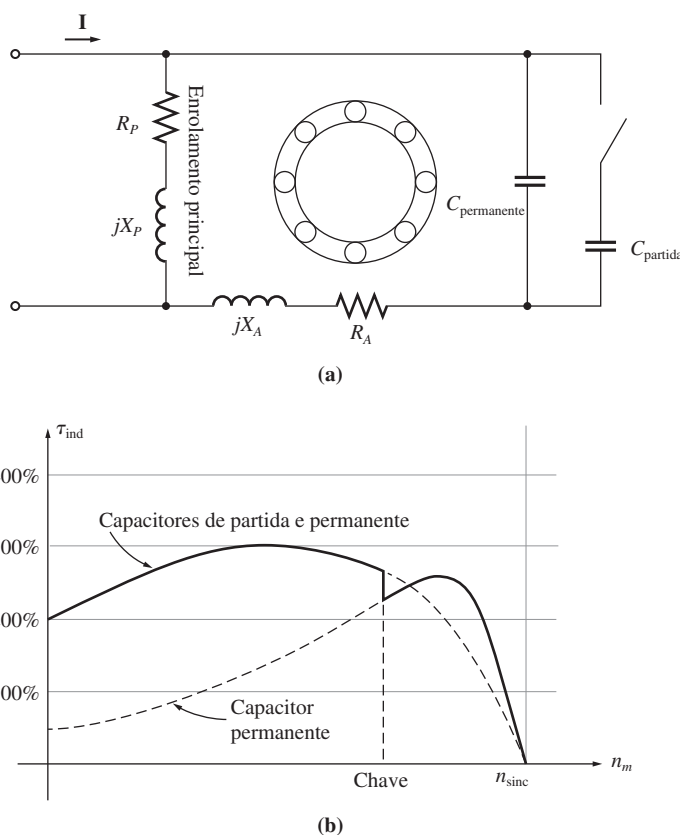 I
R_P
Enrolamento principal
jX_P
C_permanente
C_partida
jX_A
R_A
(a)
τ_ind
00%
Capacitores de partida e permanente
00%
00%
00%
Capacitor
permanente
Chave
n_sinc
n_m
(b)